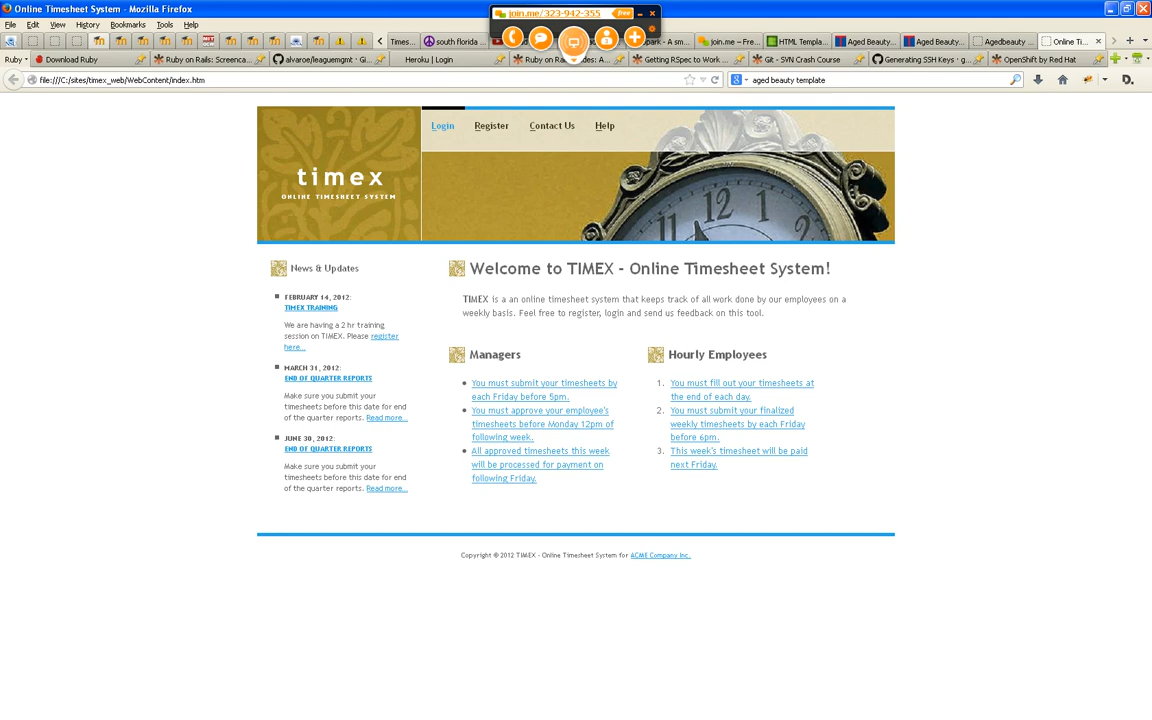 Online Timesheet System - Mozilla Firefox
join.me/323-942-355 free
File Edit View History Bookmarks Tools Help
Times... south florida join.me – Fre... HTML Templa... Aged Beauty... Aged Beauty... Agedbeauty ... Online Ti...
Ruby Download Ruby Ruby on Rails: Screenca... alvaroe/leaguemgmt · Gi... Heroku | Login Getting RSpec to Work ... Git - SVN Crash Course Generating SSH Keys · g... OpenShift by Red Hat
file:///C:/sites/timex_web/WebContent/index.htm aged beauty template
Login Register Contact Us Help
timex
ONLINE TIMESHEET SYSTEM
12 1
News & Updates
FEBRUARY 14, 2012:
TIMEX TRAINING
We are having a 2 hr training
session on TIMEX. Please register
here...
MARCH 31, 2012:
END OF QUARTER REPORTS
Make sure you submit your
timesheets before this date for end
of the quarter reports. Read more...
JUNE 30, 2012:
END OF QUARTER REPORTS
Make sure you submit your
timesheets before this date for end
of the quarter reports. Read more...
Welcome to TIMEX - Online Timesheet System!
TIMEX is a an online timesheet system that keeps track of all work done by our employees on a
weekly basis. Feel free to register, login and send us feedback on this tool.
Managers
You must submit your timesheets by
each Friday before 5pm.
You must approve your employee's
timesheets before Monday 12pm of
following week.
All approved timesheets this week
will be processed for payment on
following Friday.
Hourly Employees
1. You must fill out your timesheets at
the end of each day.
2. You must submit your finalized
weekly timesheets by each Friday
before 6pm.
3. This week's timesheet will be paid
next Friday.
Copyright © 2012 TIMEX - Online Timesheet System for ACME Company Inc.